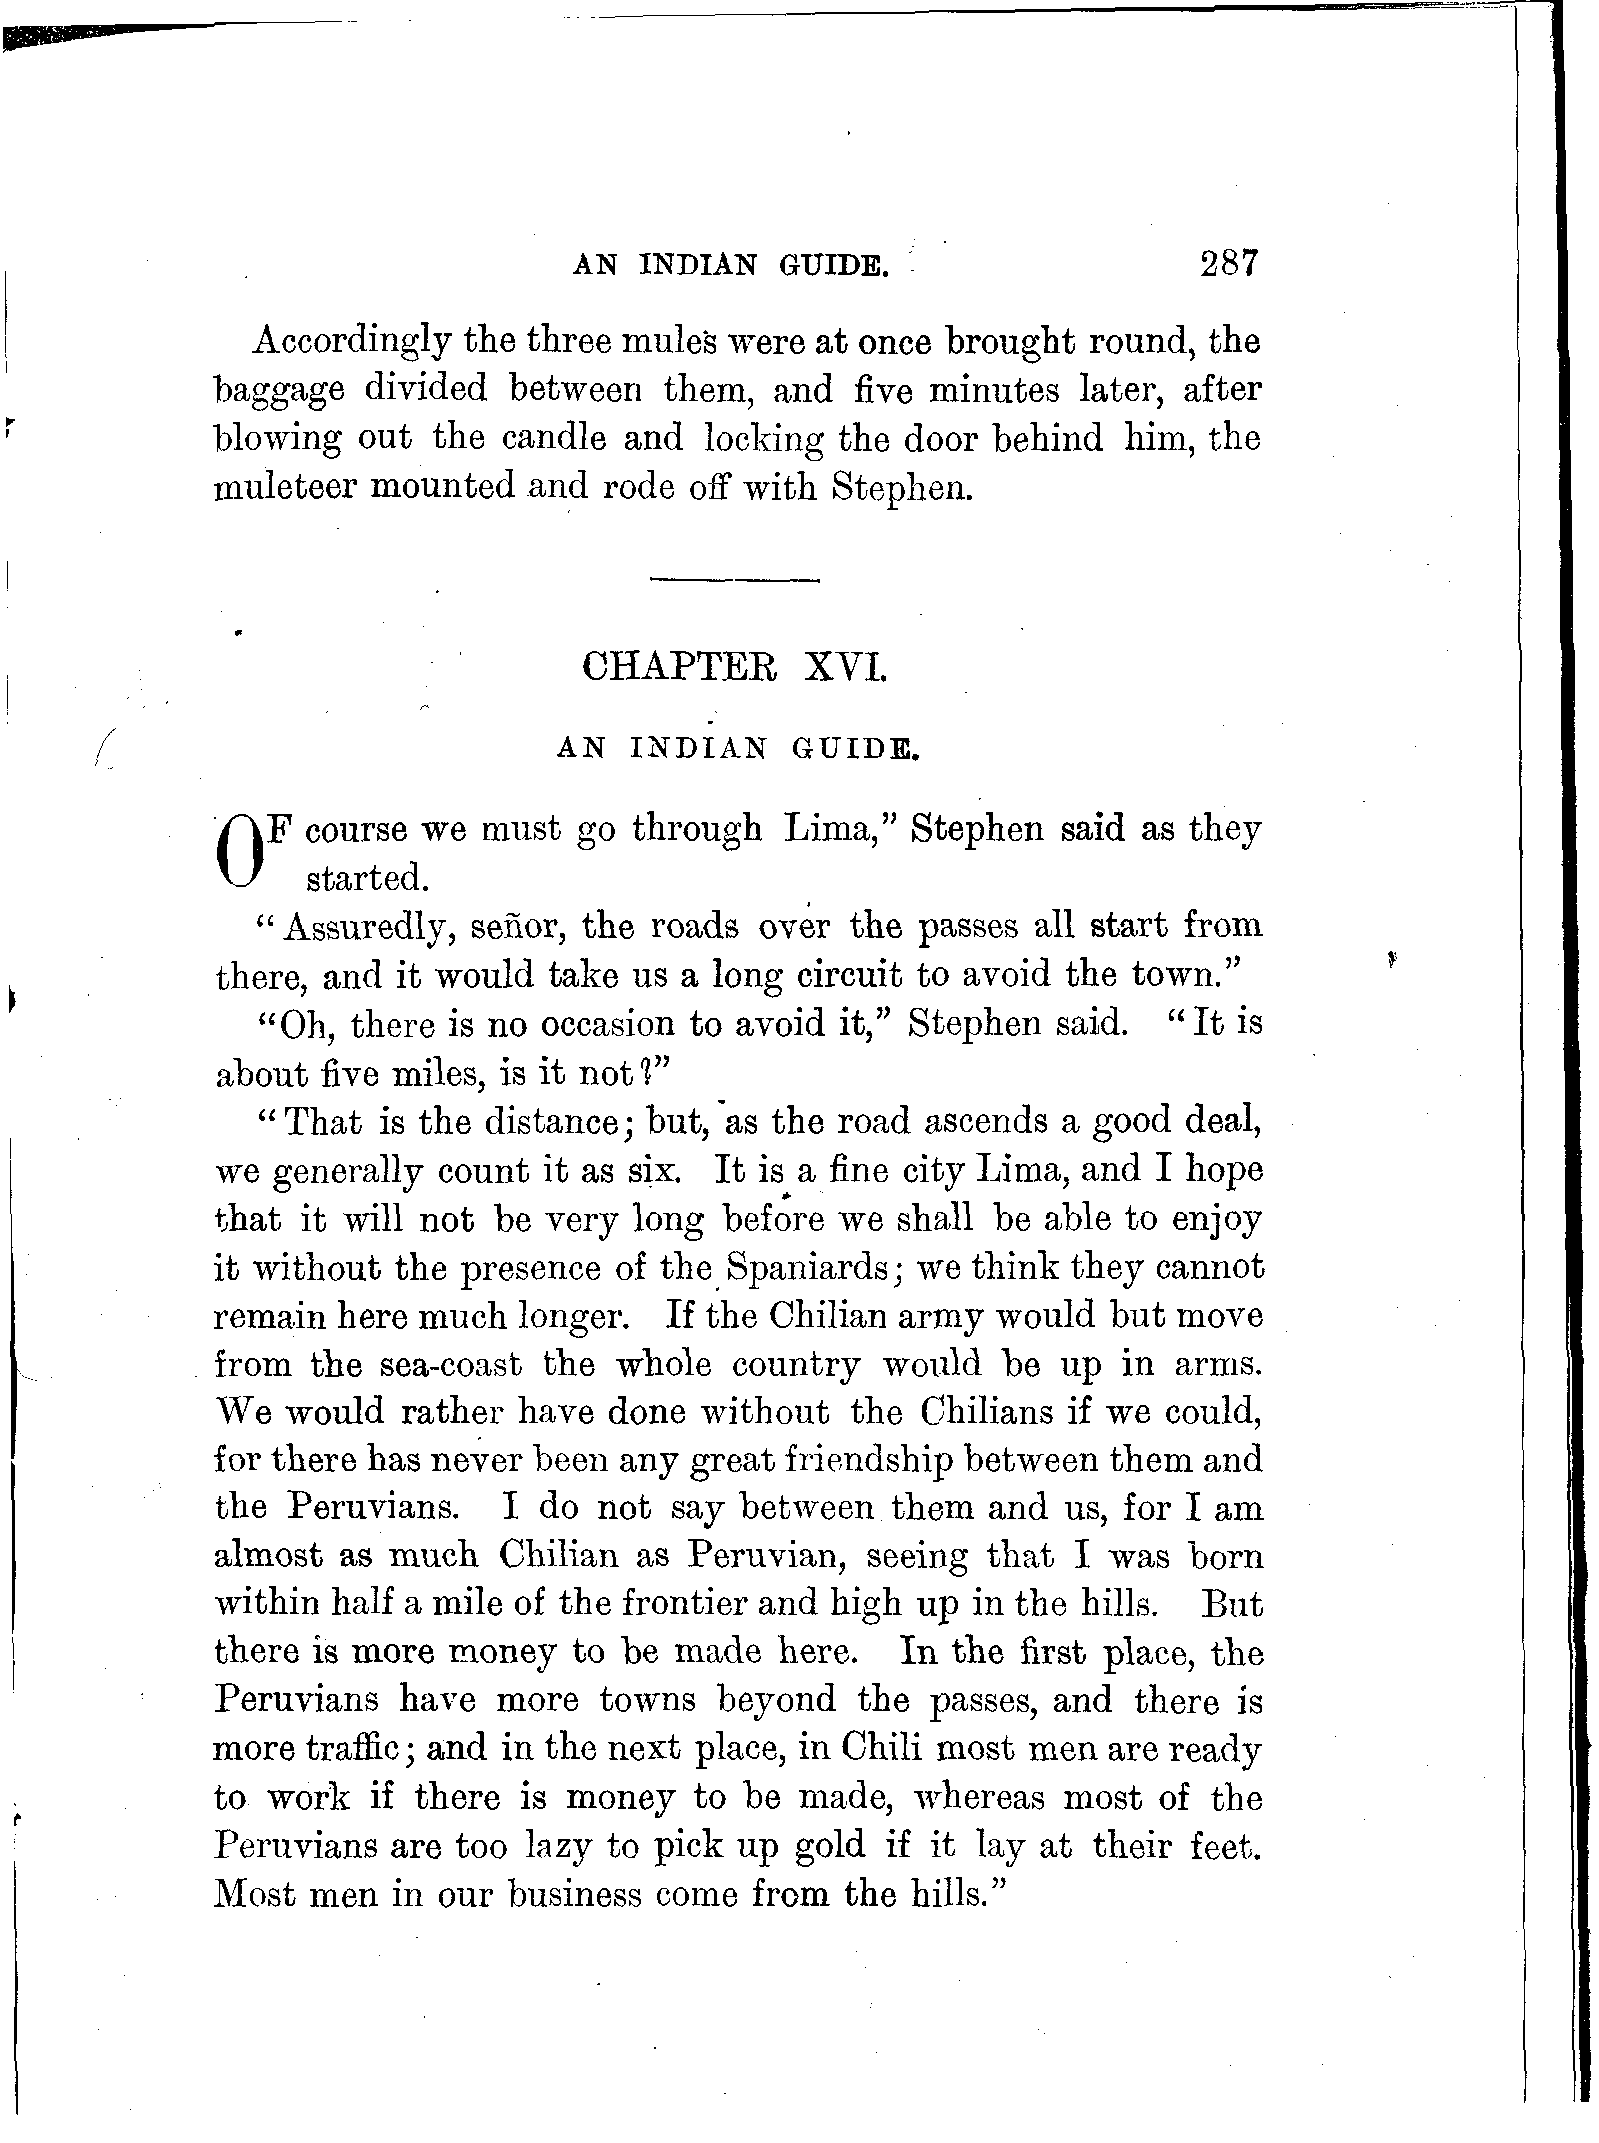 AN INDIAN GUIDE. 287
Accordingly the three mules were at once brought round, the
baggage divided between them, and five minutes later, after
blowing out the candle and locking the door behind him, the
muleteer mounted and rode off with Stephen.
CHAPTER XVI.
AN INDIAN GUIDE.
OF course we must go through Lima,” Stephen said as they
started.
“Assuredly, señor, the roads over the passes all start from
there, and it would take us a long circuit to avoid the town.”
“Oh, there is no occasion to avoid it,” Stephen said. “It is
about five miles, is it not?”
“That is the distance; but, as the road ascends a good deal,
we generally count it as six. It is a fine city Lima, and I hope
that it will not be very long before we shall be able to enjoy
it without the presence of the Spaniards; we think they cannot
remain here much longer. If the Chilian army would but move
from the sea-coast the whole country would be up in arms.
We would rather have done without the Chilians if we could,
for there has never been any great friendship between them and
the Peruvians. I do not say between them and us, for I am
almost as much Chilian as Peruvian, seeing that I was born
within half a mile of the frontier and high up in the hills. But
there is more money to be made here. In the first place, the
Peruvians have more towns beyond the passes, and there is
more traffic; and in the next place, in Chili most men are ready
to work if there is money to be made, whereas most of the
Peruvians are too lazy to pick up gold if it lay at their feet.
Most men in our business come from the hills.”